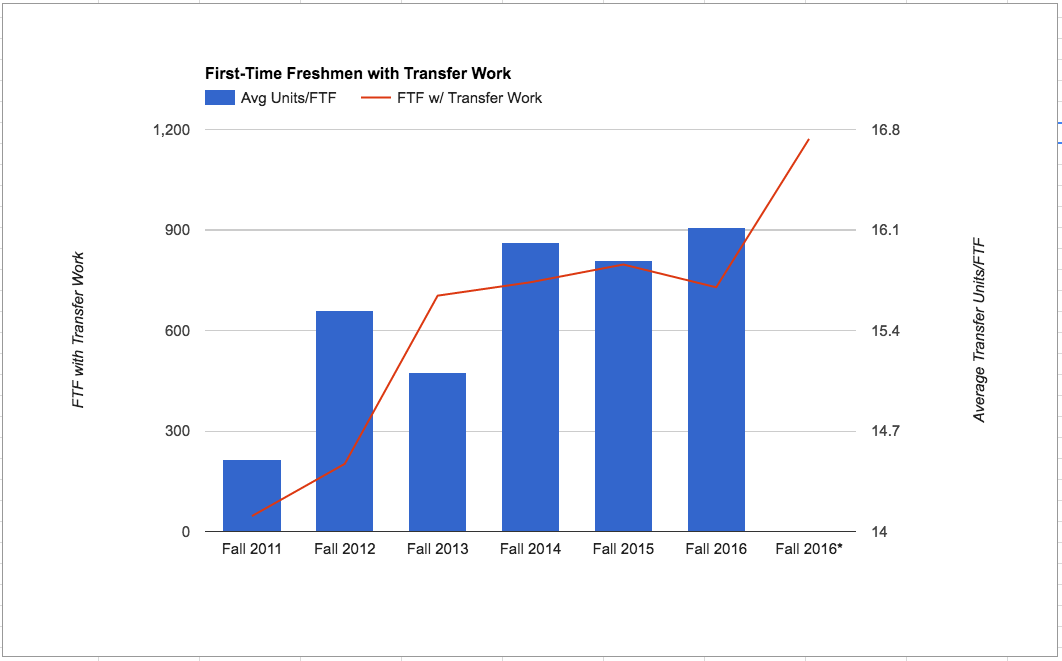 First-Time Freshmen with Transfer Work
Avg Units/FTF FTF w/ Transfer Work
1,200
900
600
300
0
16.8
16.1
15.4
14.7
14
FTF with Transfer Work
Average Transfer Units/FTF
Fall 2011 Fall 2012 Fall 2013 Fall 2014 Fall 2015 Fall 2016 Fall 2016*